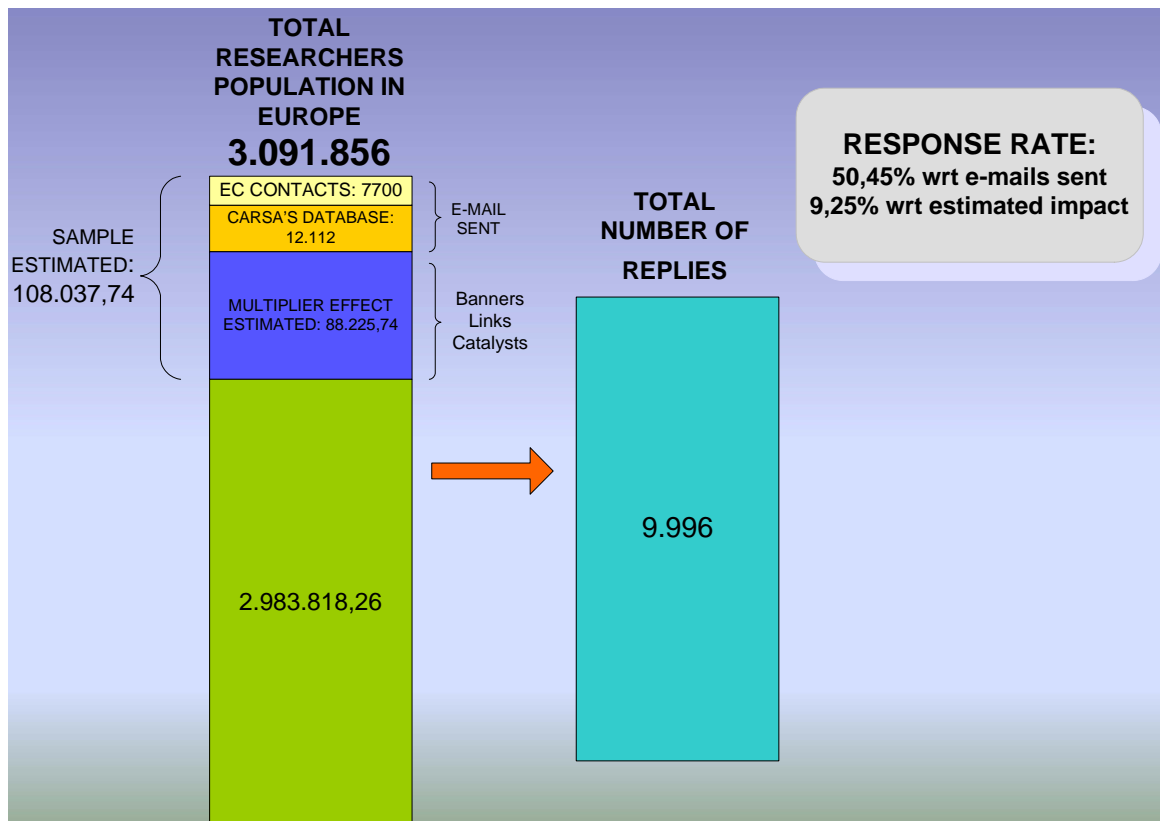 TOTAL
RESEARCHERS
POPULATION IN
EUROPE
3.091.856
EC CONTACTS: 7700
CARSA'S DATABASE:
12.112
MULTIPLIER EFFECT
ESTIMATED: 88.225,74
2.983.818,26
SAMPLE
ESTIMATED:
108.037,74
E-MAIL
SENT
Banners
Links
Catalysts
TOTAL
NUMBER OF
REPLIES
9.996
RESPONSE RATE:
50,45% wrt e-mails sent
9,25% wrt estimated impact